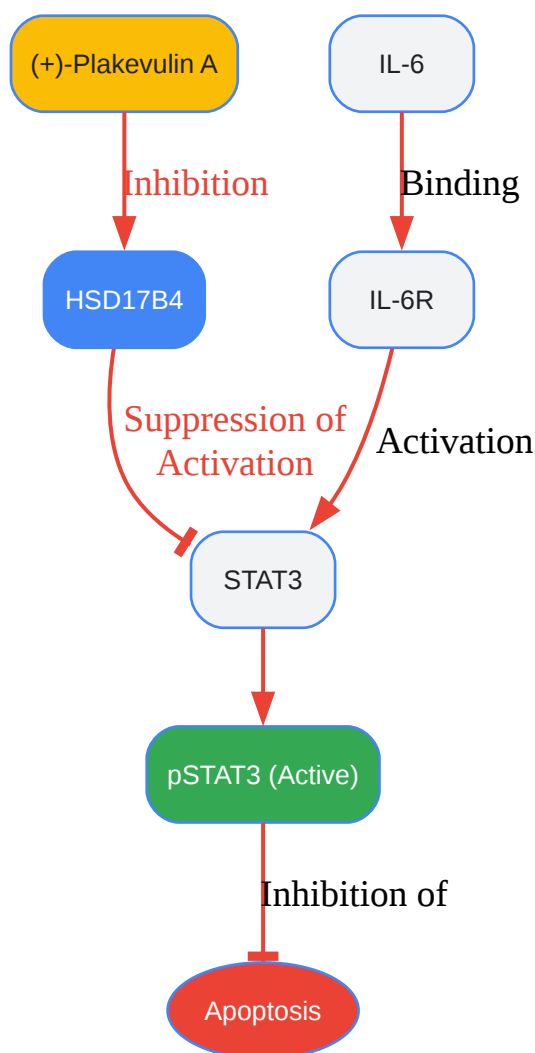 (+)-Plakevulin A
IL-6
Inhibition
Binding
HSD17B4
IL-6R
Suppression of
Activation
Activation
STAT3
pSTAT3 (Active)
Inhibition of
Apoptosis